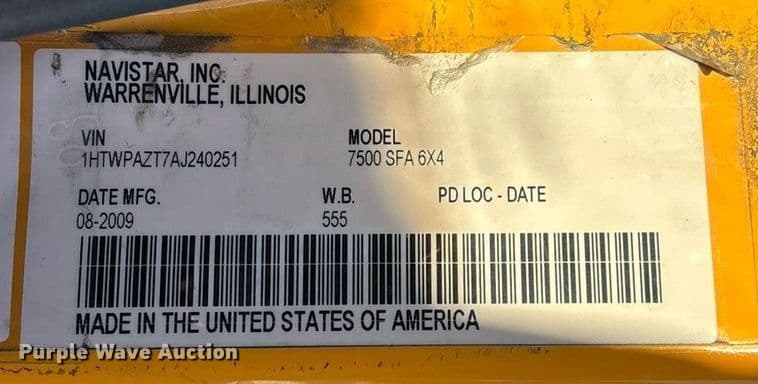 NAVISTAR, INC.
WARRENVILLE, ILLINOIS
VIN MODEL
1HTWPAZT7AJ240251 7500 SFA 6X4
DATE MFG. W.B. PD LOC - DATE
08-2009 555
MADE IN THE UNITED STATES OF AMERICA
Purple Wave Auction